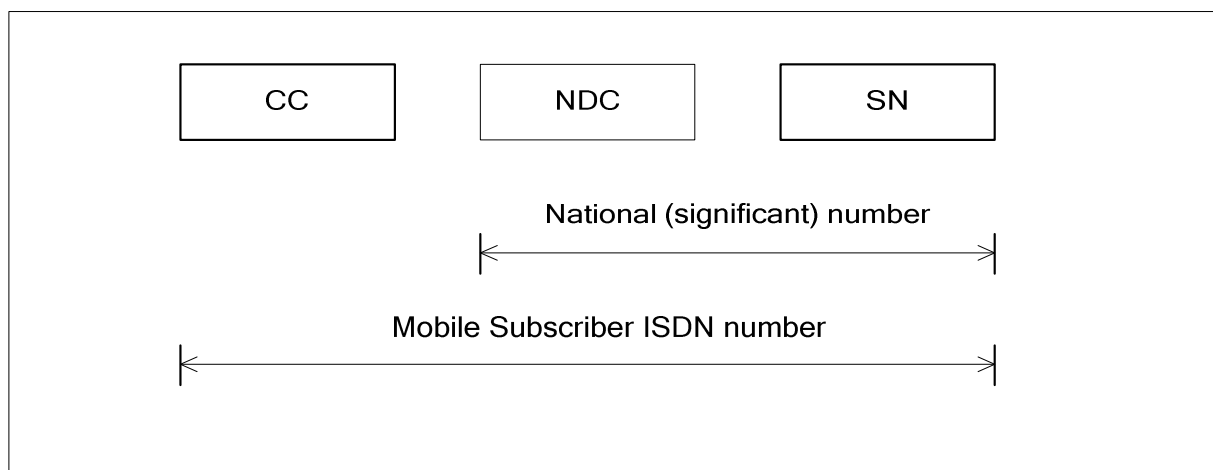 CC NDC SN
National (significant) number
Mobile Subscriber ISDN number